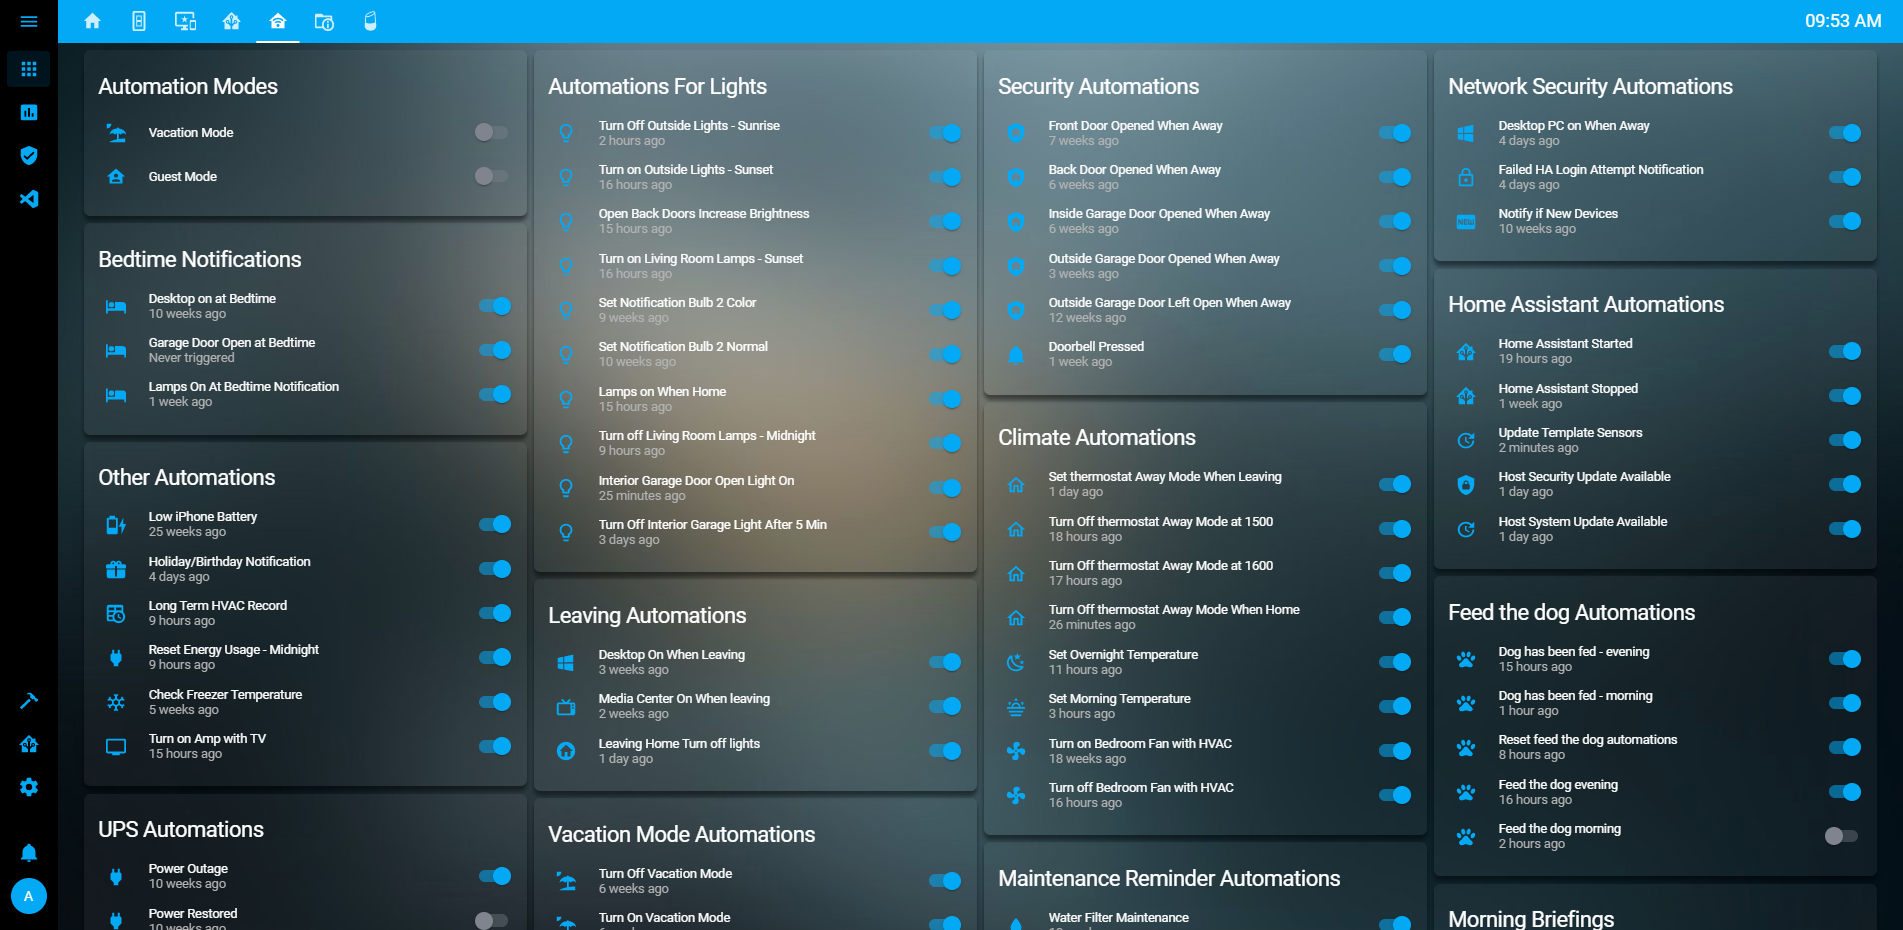 09:53 AM
Automation Modes
Vacation Mode
Guest Mode
Bedtime Notifications
Desktop on at Bedtime
10 weeks ago
Garage Door Open at Bedtime
Never triggered
Lamps On At Bedtime Notification
1 week ago
Other Automations
Low iPhone Battery
25 weeks ago
Holiday/Birthday Notification
4 days ago
Long Term HVAC Record
9 hours ago
Reset Energy Usage - Midnight
9 hours ago
Check Freezer Temperature
5 weeks ago
Turn on Amp with TV
15 hours ago
UPS Automations
Power Outage
10 weeks ago
Power Restored
10 weeks ago
A
Automations For Lights
Turn Off Outside Lights - Sunrise
2 hours ago
Turn on Outside Lights - Sunset
16 hours ago
Open Back Doors Increase Brightness
15 hours ago
Turn on Living Room Lamps - Sunset
16 hours ago
Set Notification Bulb 2 Color
9 weeks ago
Set Notification Bulb 2 Normal
10 weeks ago
Lamps on When Home
15 hours ago
Turn off Living Room Lamps - Midnight
9 hours ago
Interior Garage Door Open Light On
25 minutes ago
Turn Off Interior Garage Light After 5 Min
3 days ago
Leaving Automations
Desktop On When Leaving
3 weeks ago
Media Center On When leaving
2 weeks ago
Leaving Home Turn off lights
1 day ago
Vacation Mode Automations
Turn Off Vacation Mode
6 weeks ago
Turn On Vacation Mode
Security Automations
Front Door Opened When Away
7 weeks ago
Back Door Opened When Away
6 weeks ago
Inside Garage Door Opened When Away
6 weeks ago
Outside Garage Door Opened When Away
3 weeks ago
Outside Garage Door Left Open When Away
12 weeks ago
Doorbell Pressed
1 week ago
Climate Automations
Set thermostat Away Mode When Leaving
1 day ago
Turn Off thermostat Away Mode at 1500
18 hours ago
Turn Off thermostat Away Mode at 1600
17 hours ago
Turn Off thermostat Away Mode When Home
26 minutes ago
Set Overnight Temperature
11 hours ago
Set Morning Temperature
3 hours ago
Turn on Bedroom Fan with HVAC
18 weeks ago
Turn off Bedroom Fan with HVAC
16 hours ago
Maintenance Reminder Automations
Water Filter Maintenance
Network Security Automations
Desktop PC on When Away
4 days ago
Failed HA Login Attempt Notification
4 days ago
Notify if New Devices
10 weeks ago
Home Assistant Automations
Home Assistant Started
19 hours ago
Home Assistant Stopped
1 week ago
Update Template Sensors
2 minutes ago
Host Security Update Available
1 day ago
Host System Update Available
1 day ago
Feed the dog Automations
Dog has been fed - evening
15 hours ago
Dog has been fed - morning
1 hour ago
Reset feed the dog automations
8 hours ago
Feed the dog evening
16 hours ago
Feed the dog morning
2 hours ago
Morning Briefings